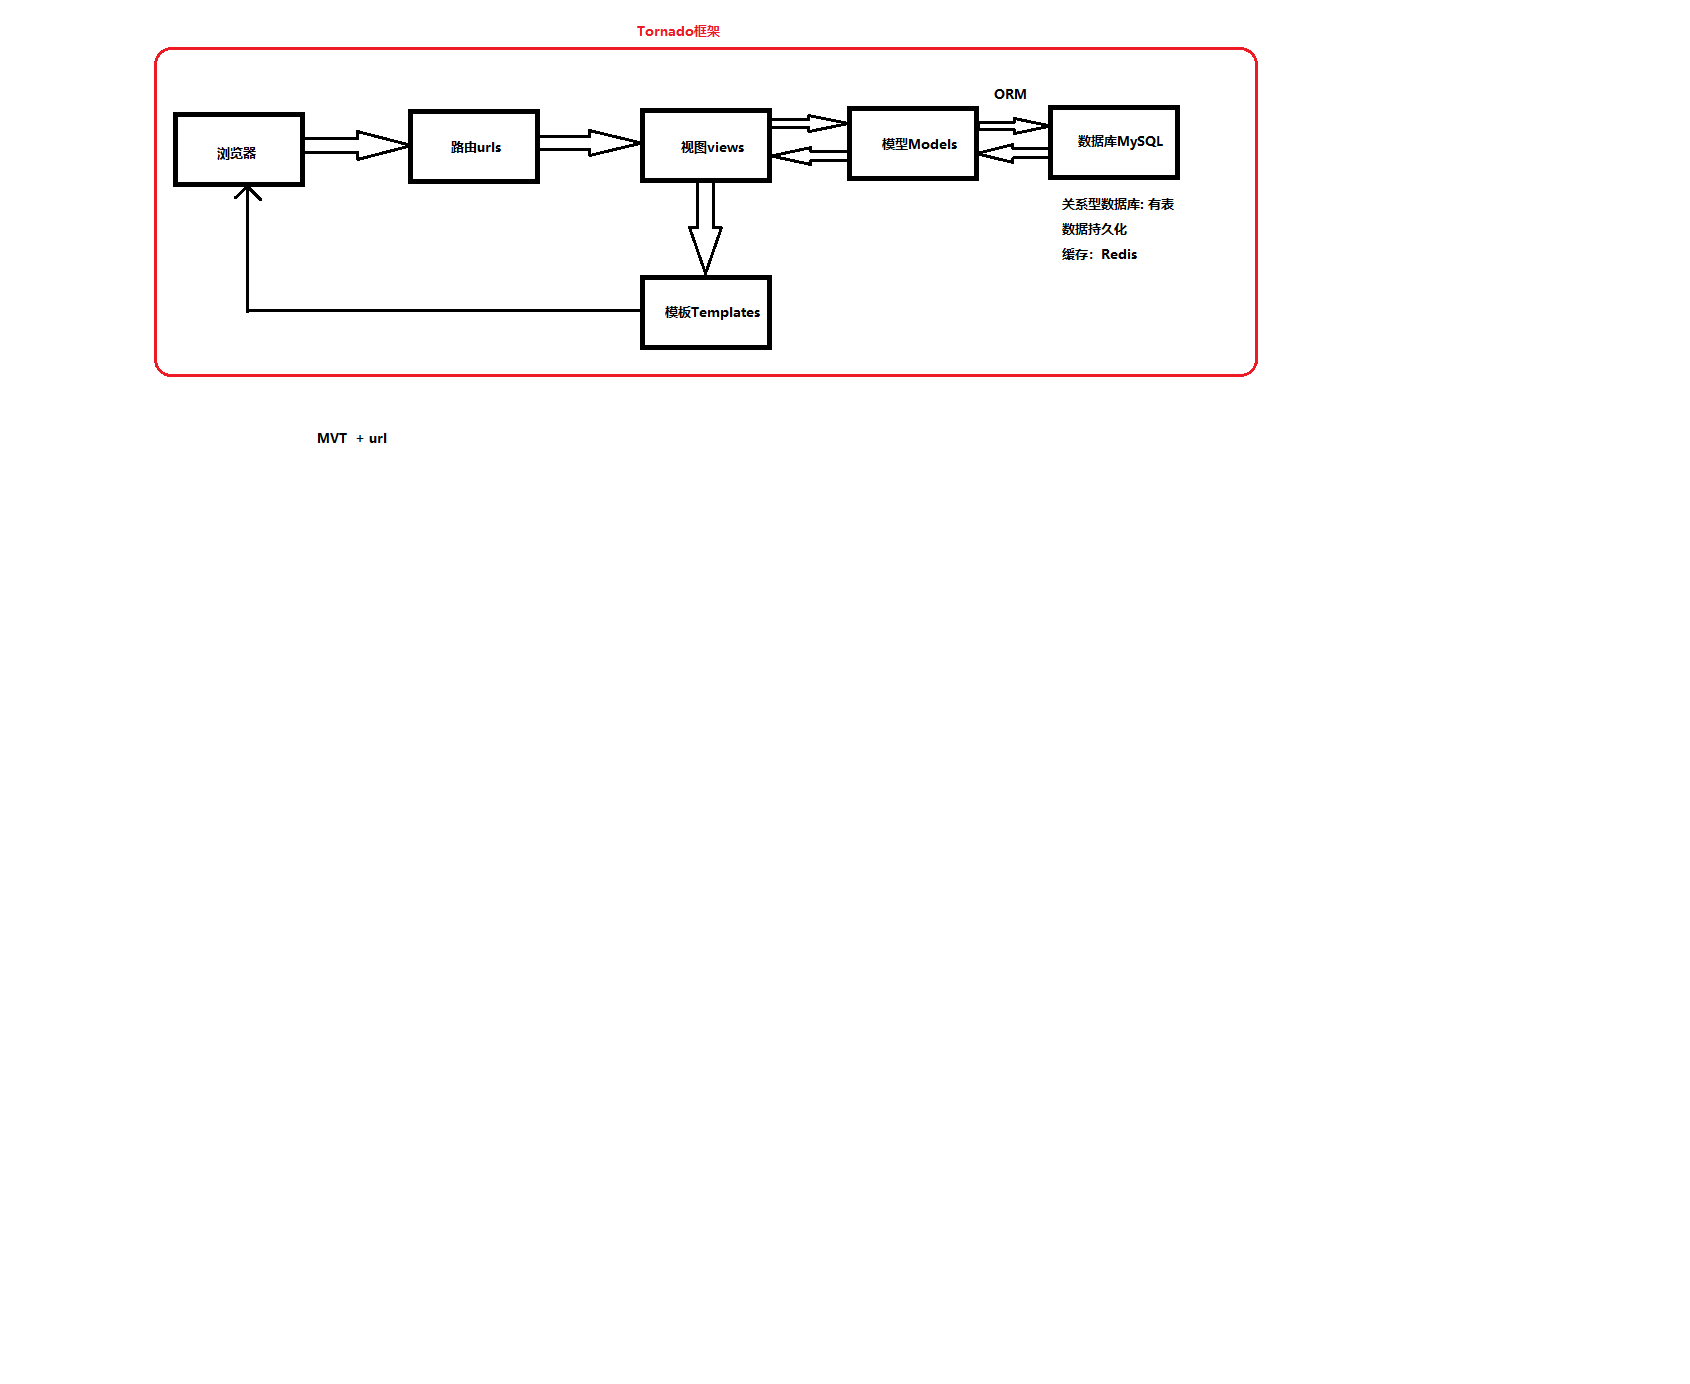 Tornado框架
ORM
浏览器
路由urls
视图views
模型Models
数据库MySQL
关系型数据库: 有表
数据持久化
缓存：Redis
模板Templates
MVT + url